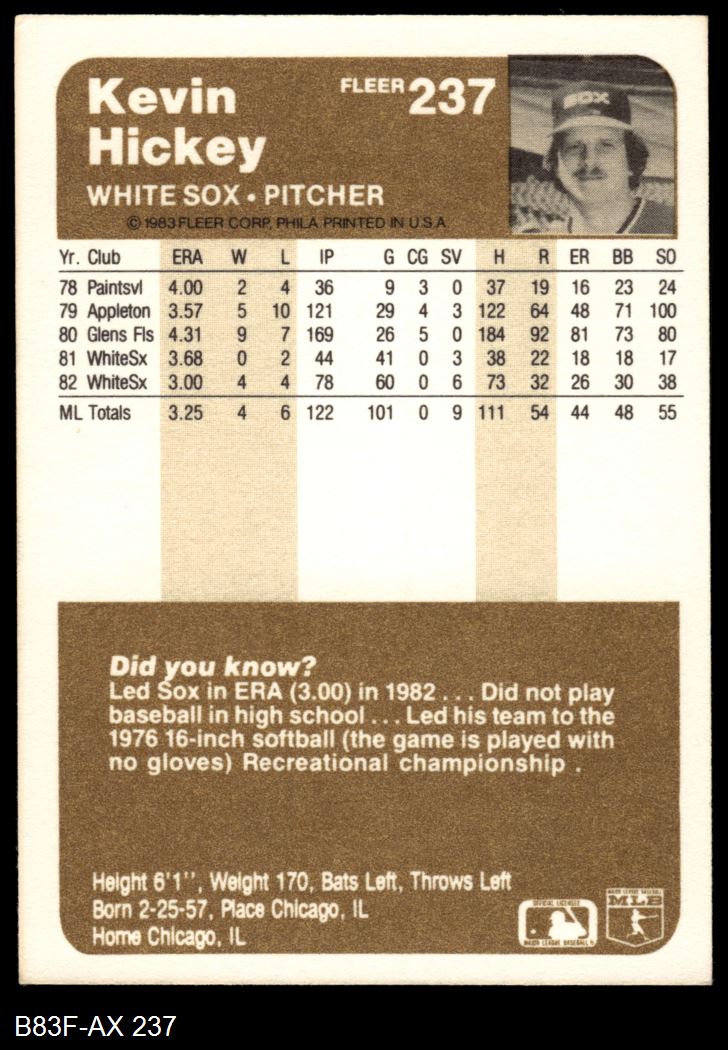 Kevin
Hickey
FLEER 237
SOX
WHITE SOX • PITCHER
© 1983 FLEER CORP. PHILA PRINTED IN U.S.A.
Yr. Club ERA W L IP G CG SV H R ER BB SO
78 Paintsvl 4.00 2 4 36 9 3 0 37 19 16 23 24
79 Appleton 3.57 5 10 121 29 4 3 122 64 48 71 100
80 Glens Fls 4.31 9 7 169 26 5 0 184 92 81 73 80
81 WhiteSx 3.68 0 2 44 41 0 3 38 22 18 18 17
82 WhiteSx 3.00 4 4 78 60 0 6 73 32 26 30 38
ML Totals 3.25 4 6 122 101 0 9 111 54 44 48 55
Did you know?
Led Sox in ERA (3.00) in 1982 . . . Did not play
baseball in high school . . . Led his team to the
1976 16-inch softball (the game is played with
no gloves) Recreational championship .
Height 6'1'', Weight 170, Bats Left, Throws Left
Born 2-25-57, Place Chicago, IL
Home Chicago, IL
OFFICIAL LICENSEE
MAJOR LEAGUE BASEBALL
MAJOR LEAGUE BASEBALL
MLB
B83F-AX 237